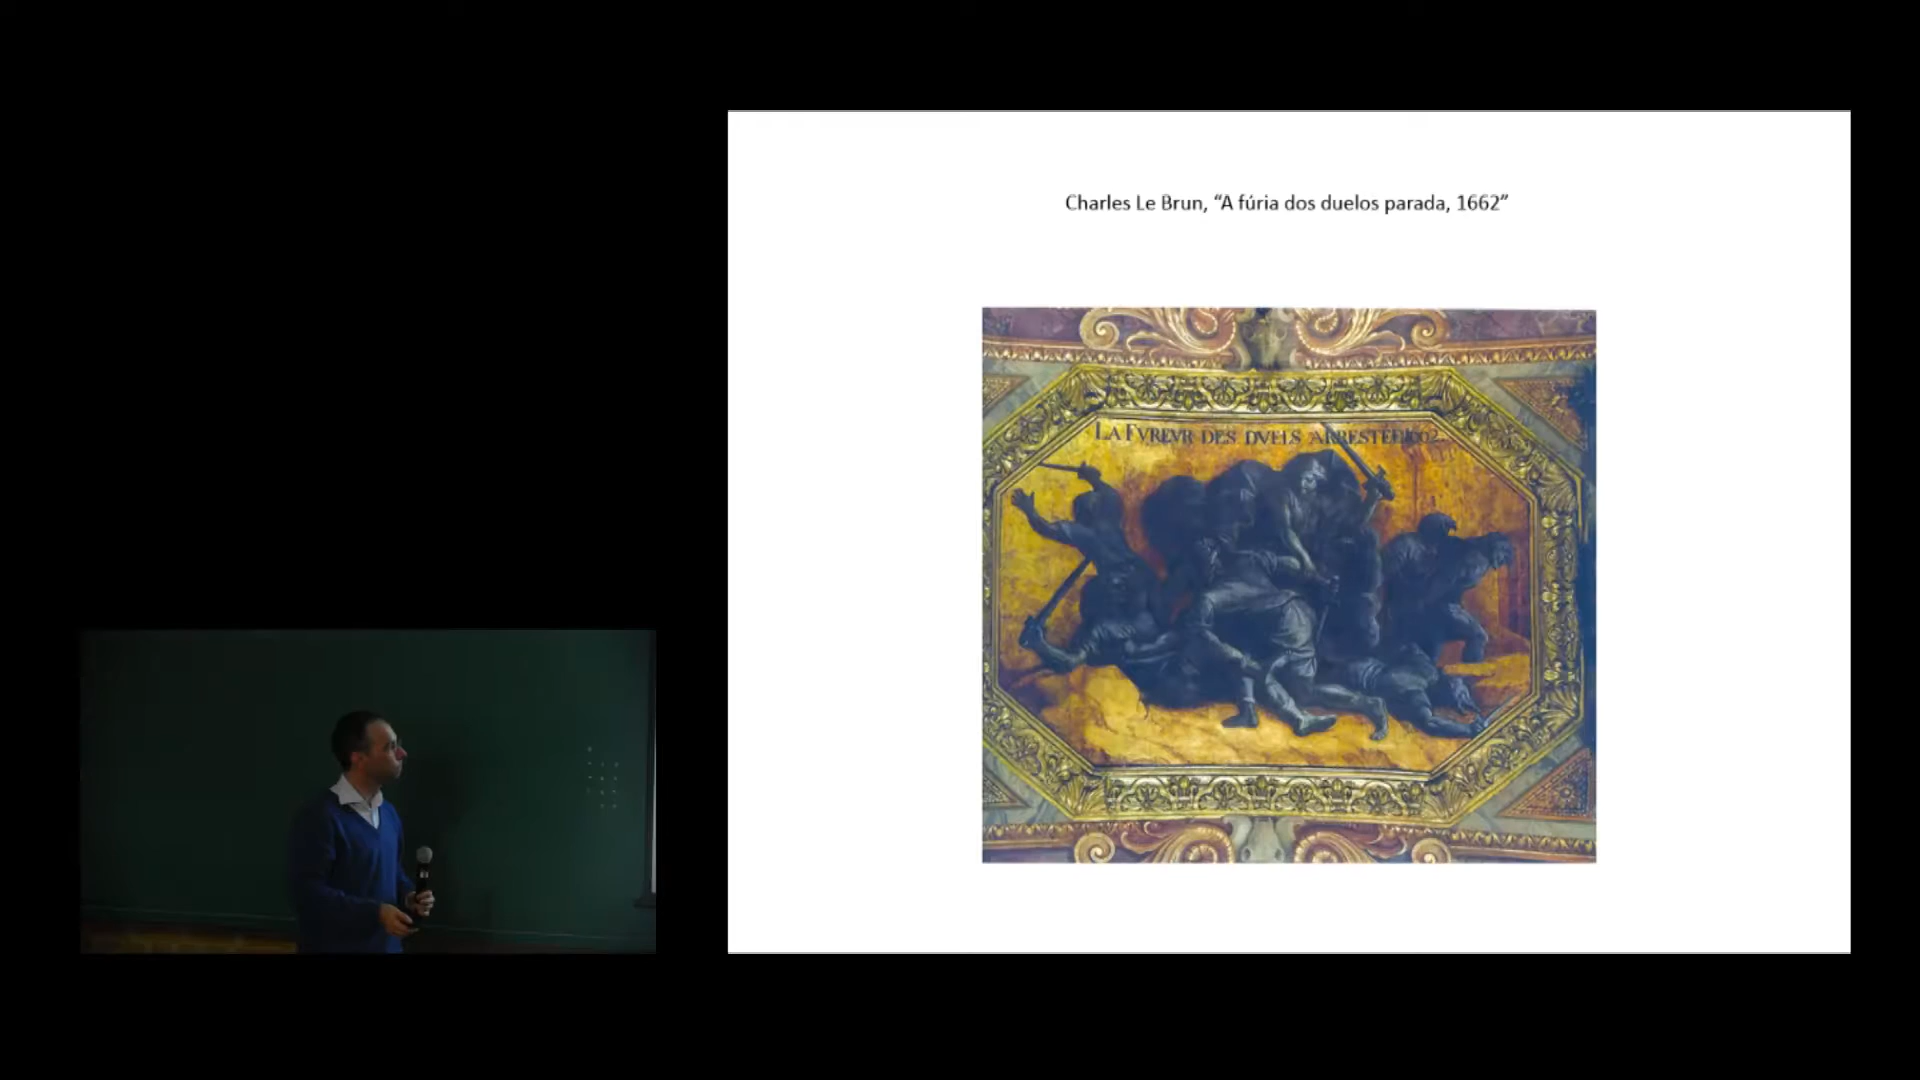 Charles Le Brun, “A fúria dos duelos parada, 1662”
LA FVREVR DES DVELS ARRESTÉE